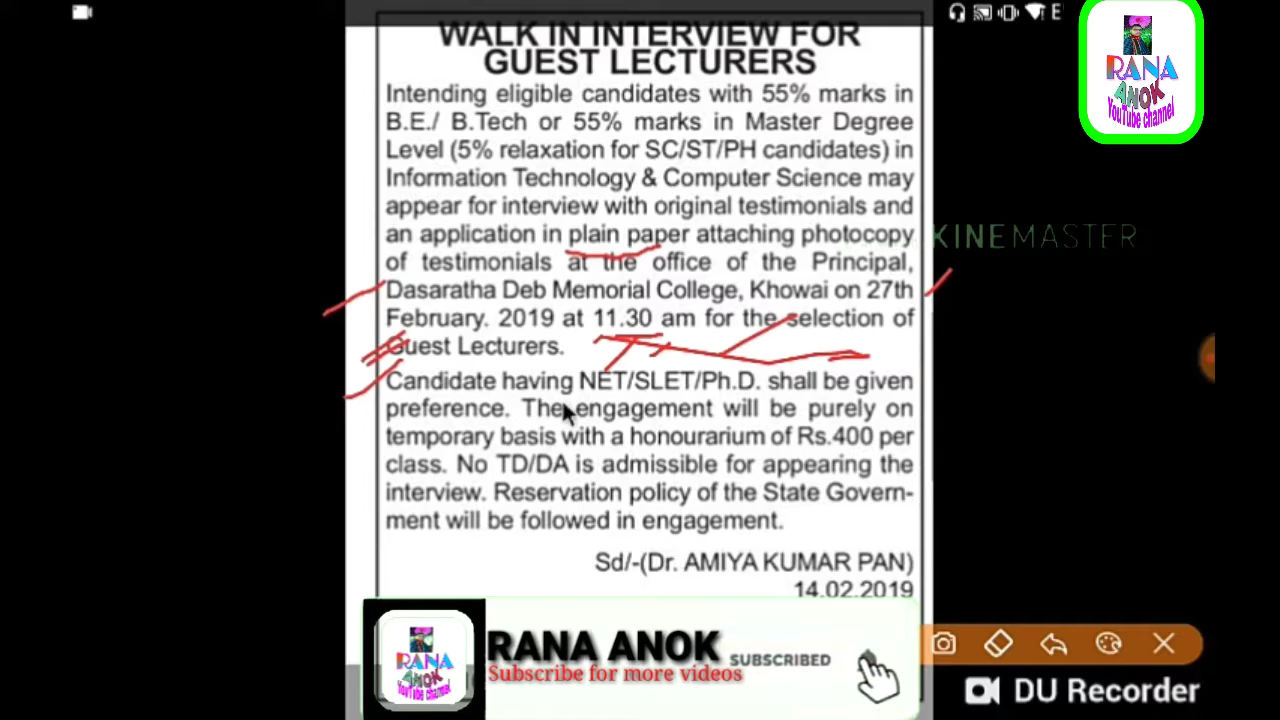 WALK IN INTERVIEW FOR
GUEST LECTURERS
Intending eligible candidates with 55% marks in
B.E./ B.Tech or 55% marks in Master Degree
Level (5% relaxation for SC/ST/PH candidates) in
Information Technology & Computer Science may
appear for interview with original testimonials and
an application in plain paper attaching photocopy
of testimonials at the office of the Principal,
Dasaratha Deb Memorial College, Khowai on 27th
February. 2019 at 11.30 am for the selection of
Guest Lecturers.
Candidate having NET/SLET/Ph.D. shall be given
preference. The engagement will be purely on
temporary basis with a honourarium of Rs.400 per
class. No TD/DA is admissible for appearing the
interview. Reservation policy of the State Govern-
ment will be followed in engagement.
Sd/-(Dr. AMIYA KUMAR PAN)
14.02.2019
E
RANA
ANOK
YouTube channel
KINEMASTER
RANA
ANOK
YouTube channel
RANA ANOK
Subscribe for more videos
SUBSCRIBED
DU Recorder